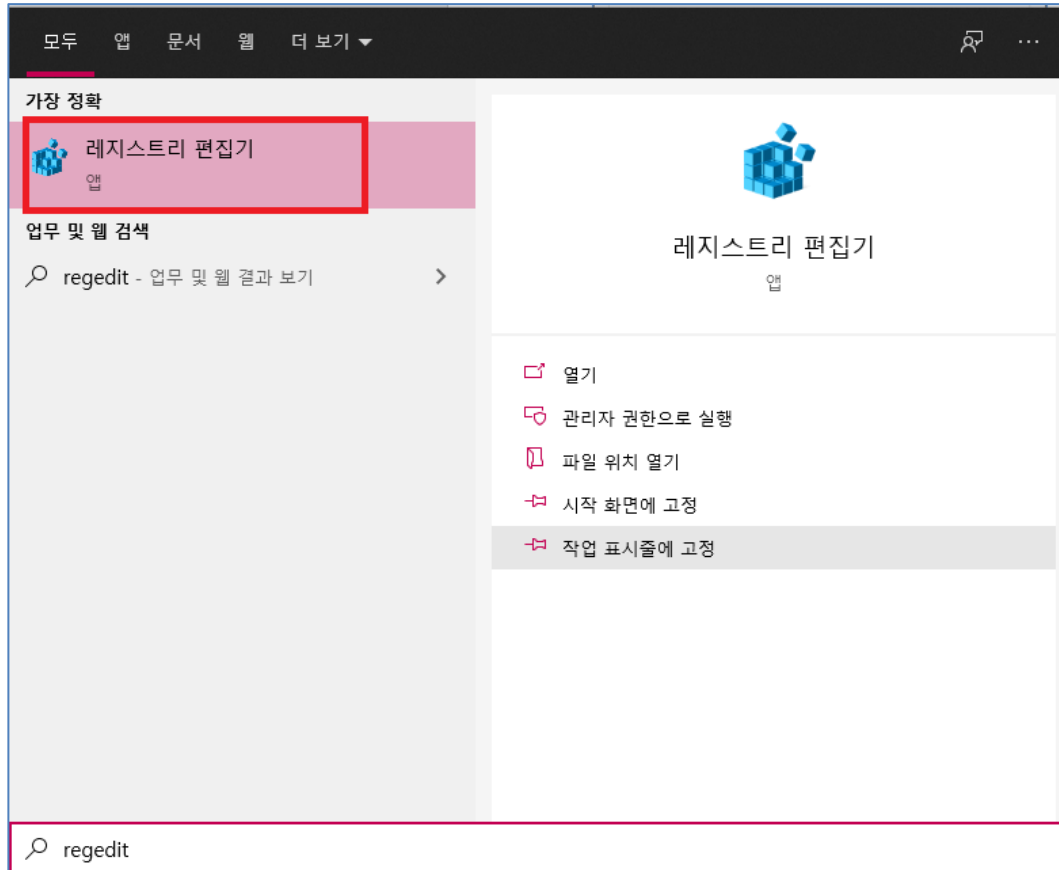 모두 앱 문서 웹 더 보기
가장 정확
레지스트리 편집기
앱
업무 및 웹 검색
regedit - 업무 및 웹 결과 보기
레지스트리 편집기
앱
열기
관리자 권한으로 실행
파일 위치 열기
시작 화면에 고정
작업 표시줄에 고정
regedit